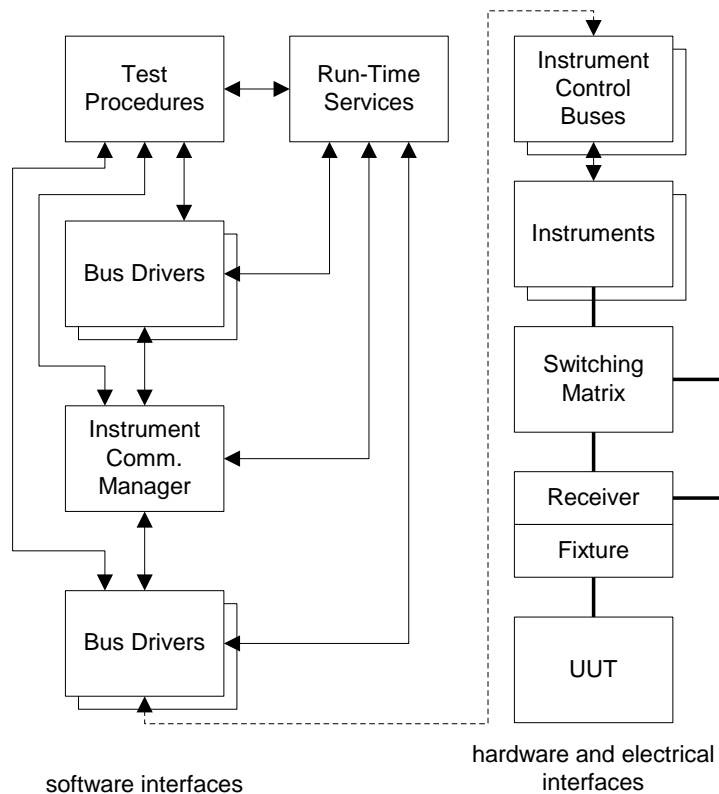 Test
Procedures
Run-Time
Services
Bus Drivers
Instrument
Comm.
Manager
Bus Drivers
software interfaces
Instrument
Control
Buses
Instruments
Switching
Matrix
Receiver
Fixture
UUT
hardware and electrical
interfaces